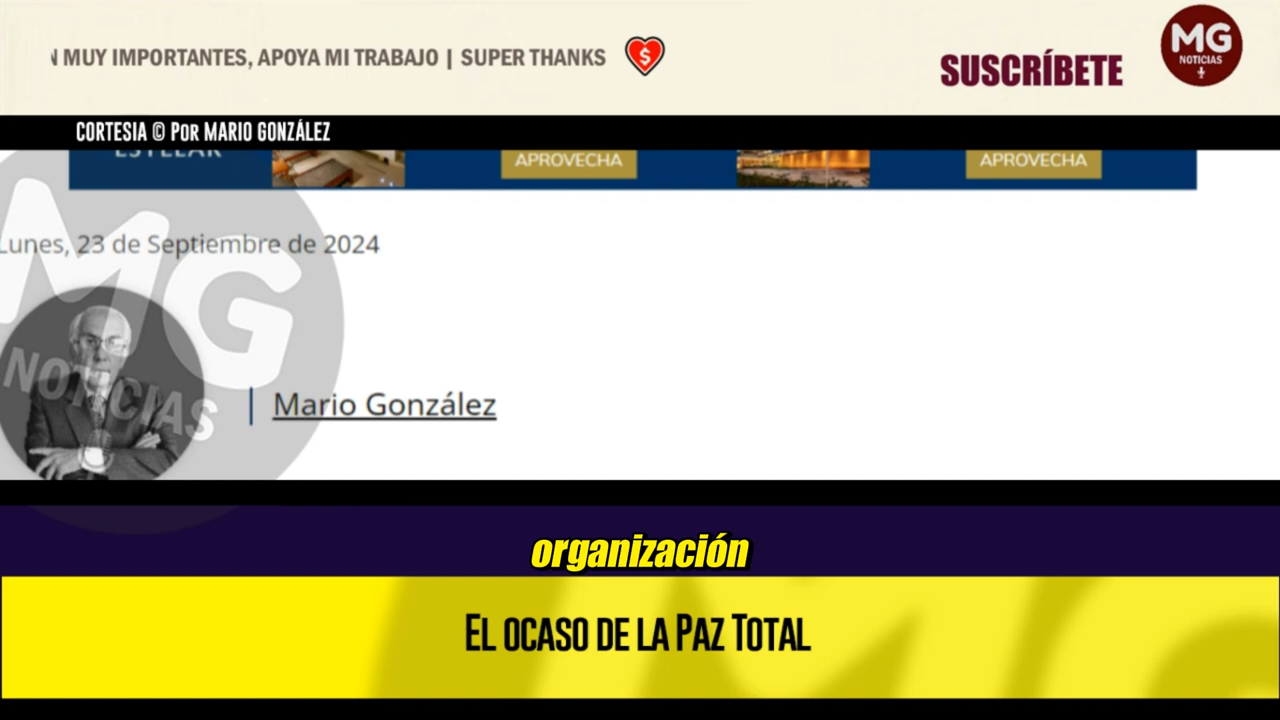 N MUY IMPORTANTES, APOYA MI TRABAJO | SUPER THANKS
$
SUSCRÍBETE
MG
NOTICIAS
CORTESIA © Por MARIO GONZÁLEZ
ESTELAR
APROVECHA
APROVECHA
Lunes, 23 de Septiembre de 2024
MG
NOTICIAS
Mario González
organización
El ocaso de la Paz Total